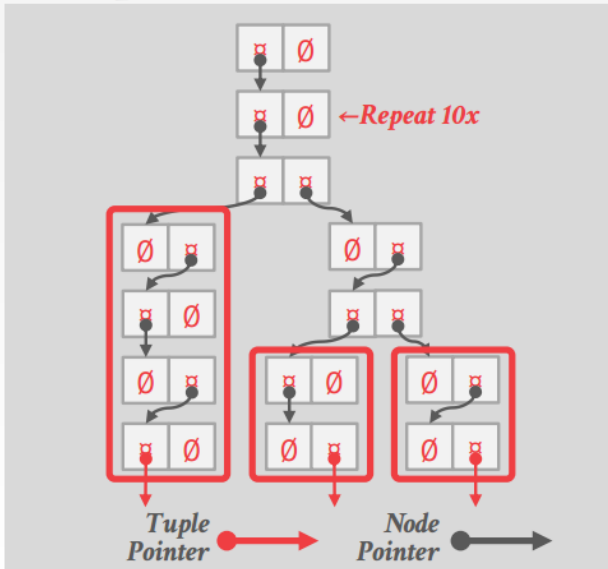 ¤ Ø
¤ Ø ←Repeat 10x
¤ ¤
Ø ¤ Ø ¤
¤ Ø ¤ ¤
Ø ¤ ¤ Ø Ø ¤
¤ Ø Ø ¤ Ø ¤
Tuple
Pointer
Node
Pointer